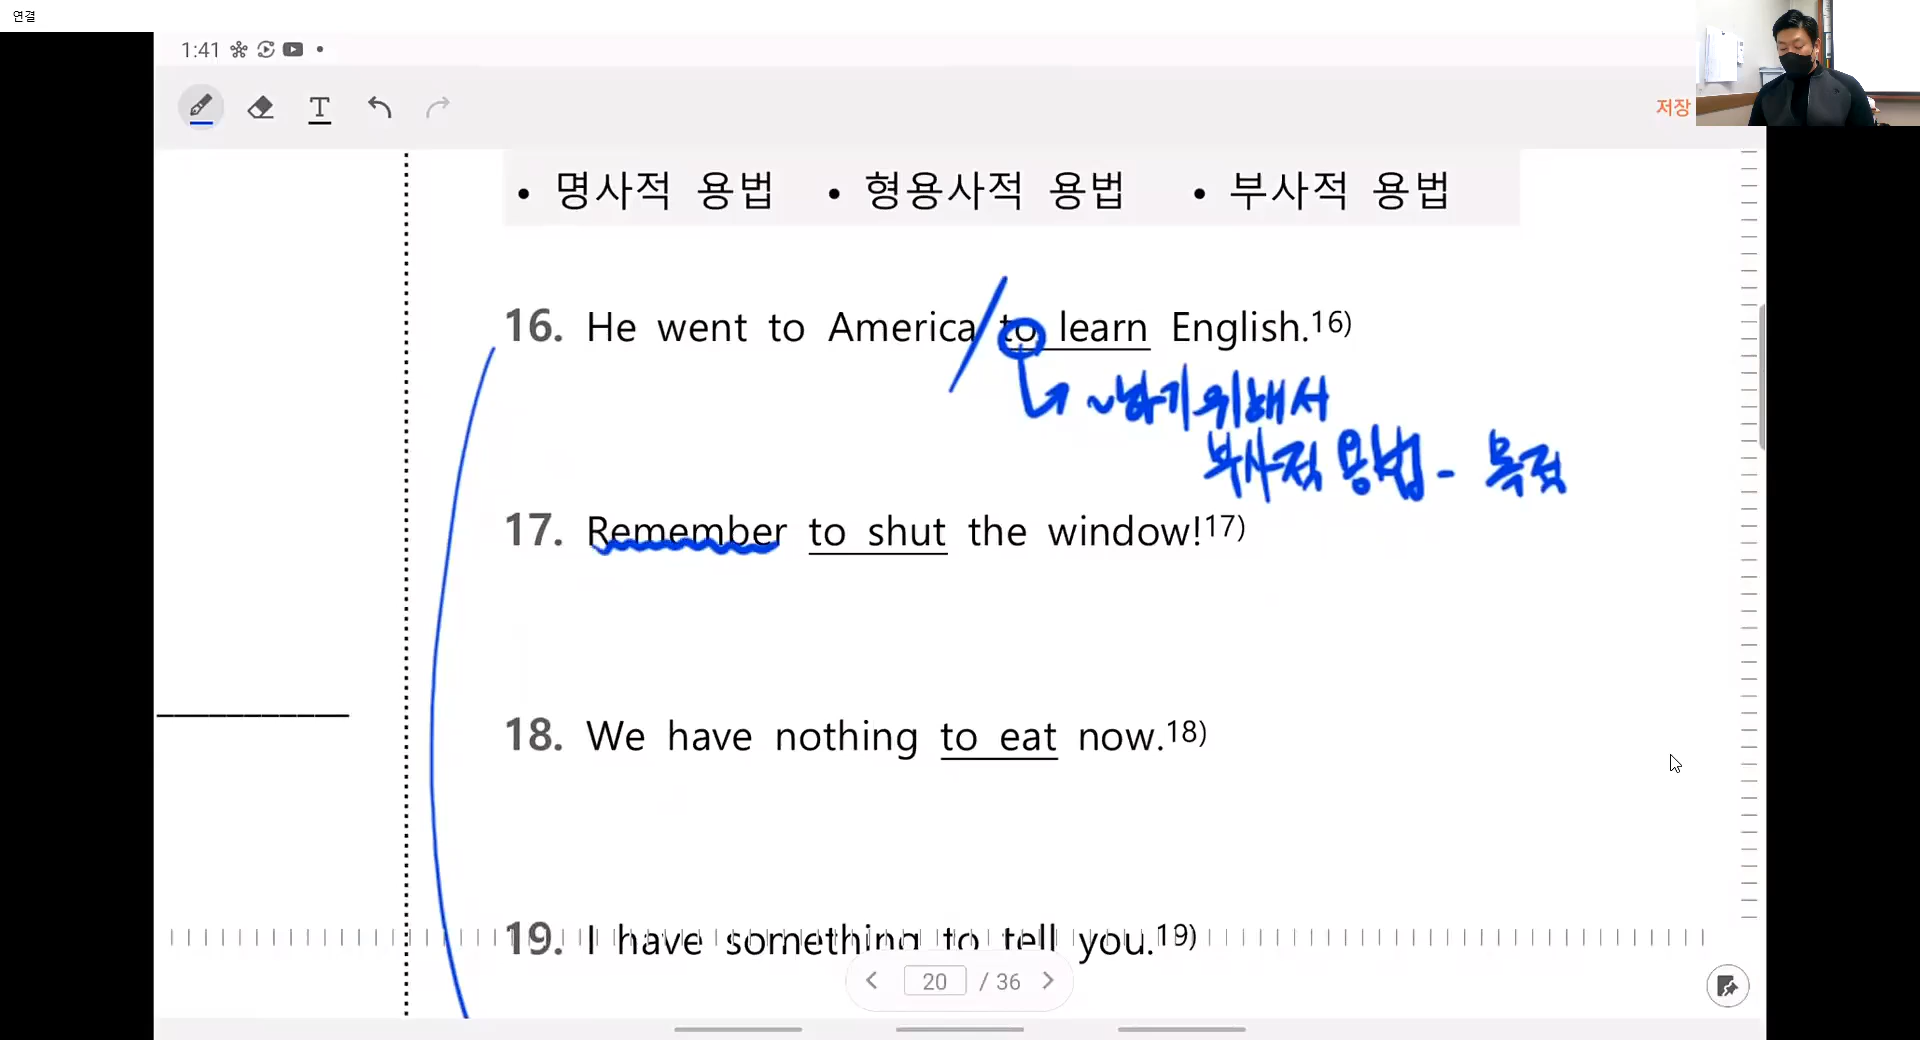 연결
1:41
저장
• 명사적 용법 • 형용사적 용법 • 부사적 용법
16. He went to America to learn English.16)
~하기 위해서
부사적 용법 - 목적
17. Remember to shut the window!17)
18. We have nothing to eat now.18)
19. I have something to tell you.19)
20 / 36